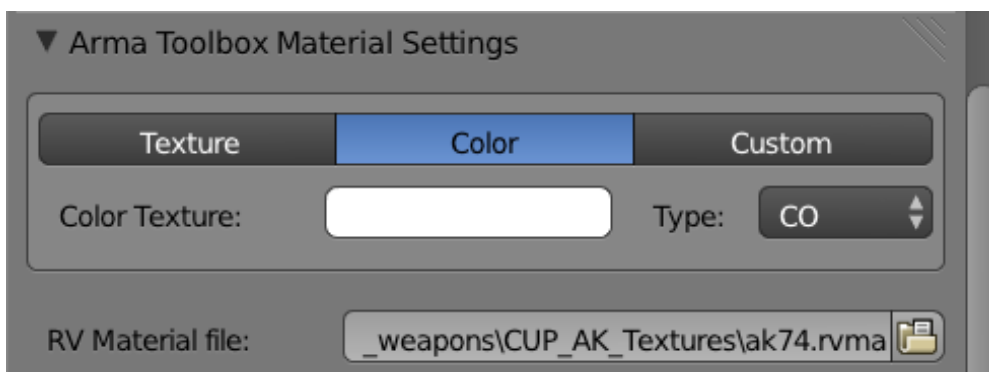 Arma Toolbox Material Settings
Texture Color Custom
Color Texture: Type: CO
RV Material file: _weapons\CUP_AK_Textures\ak74.rvma